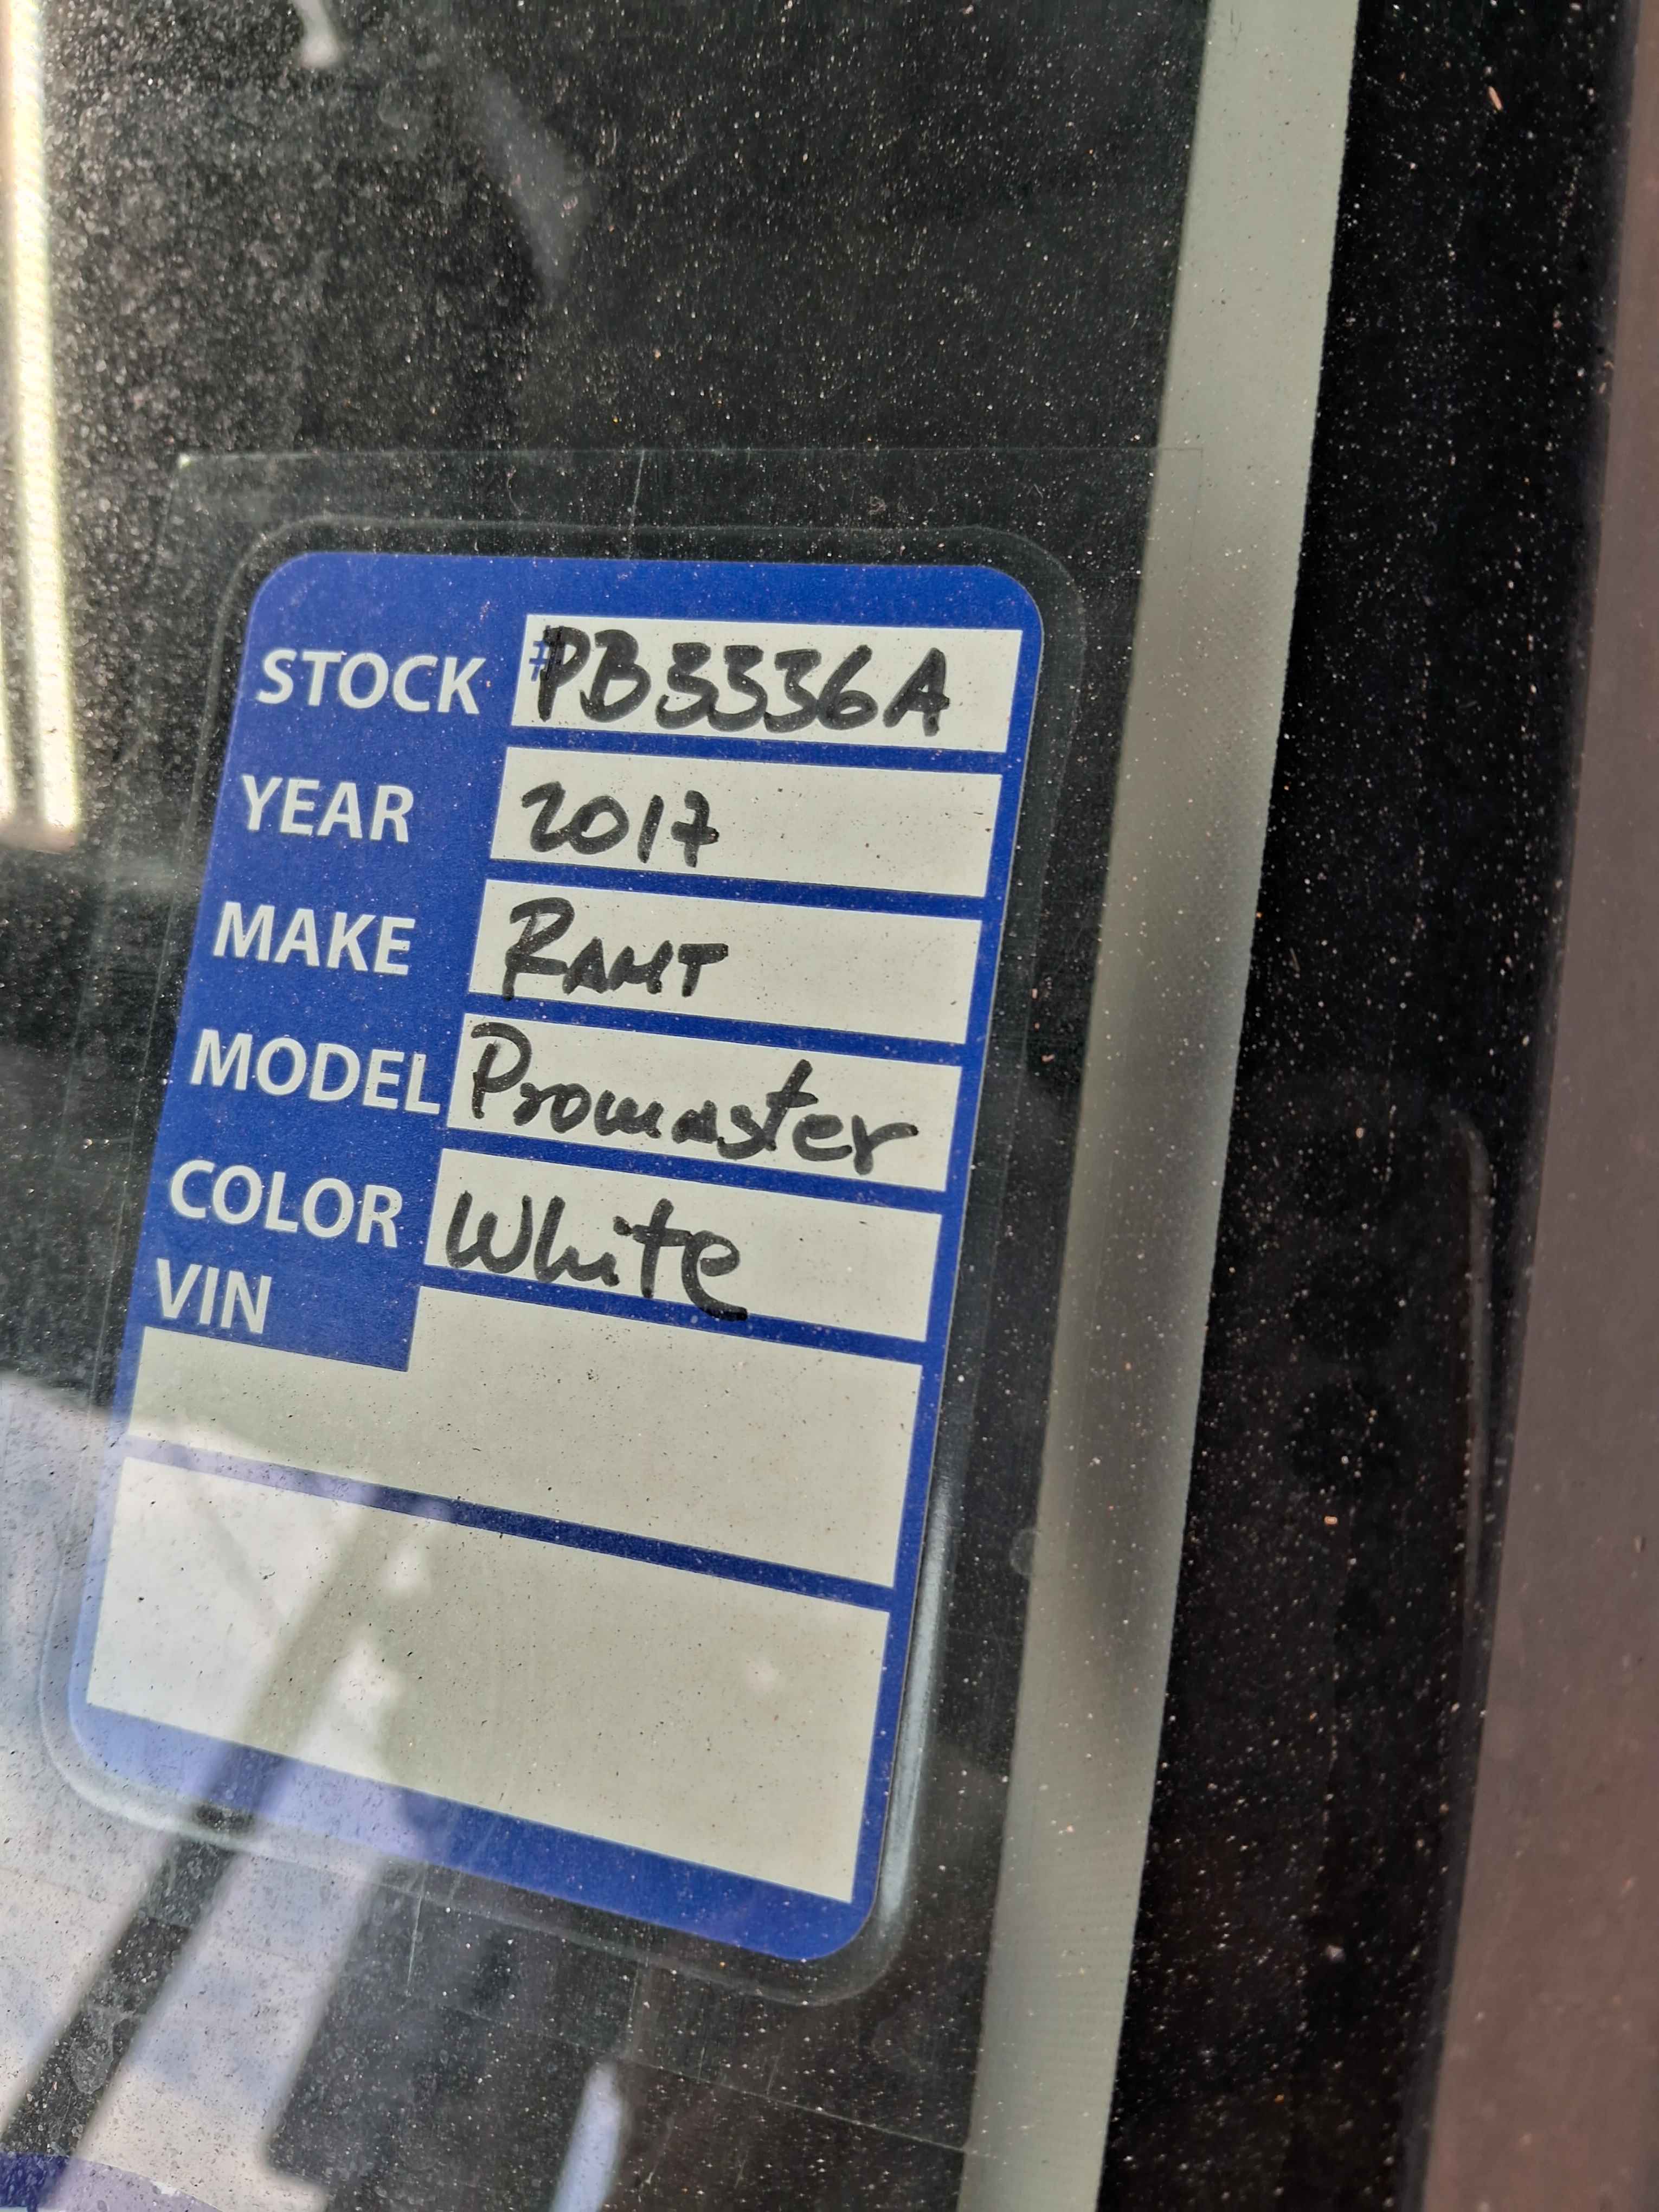 STOCK #PB3336A
YEAR 2017
MAKE RAMT
MODEL Promaster
COLOR White
VIN